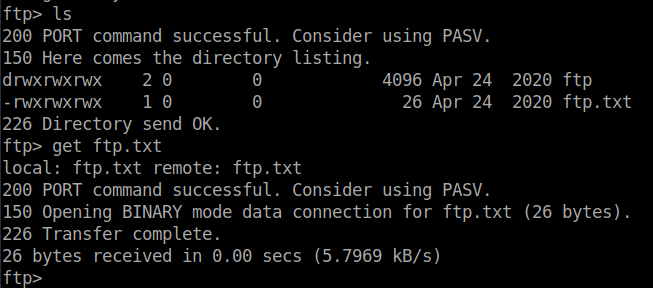 ftp> ls
200 PORT command successful. Consider using PASV.
150 Here comes the directory listing.
drwxrwxrwx    2 0        0            4096 Apr 24  2020 ftp
-rwxrwxrwx    1 0        0              26 Apr 24  2020 ftp.txt
226 Directory send OK.
ftp> get ftp.txt
local: ftp.txt remote: ftp.txt
200 PORT command successful. Consider using PASV.
150 Opening BINARY mode data connection for ftp.txt (26 bytes).
226 Transfer complete.
26 bytes received in 0.00 secs (5.7969 kB/s)
ftp>